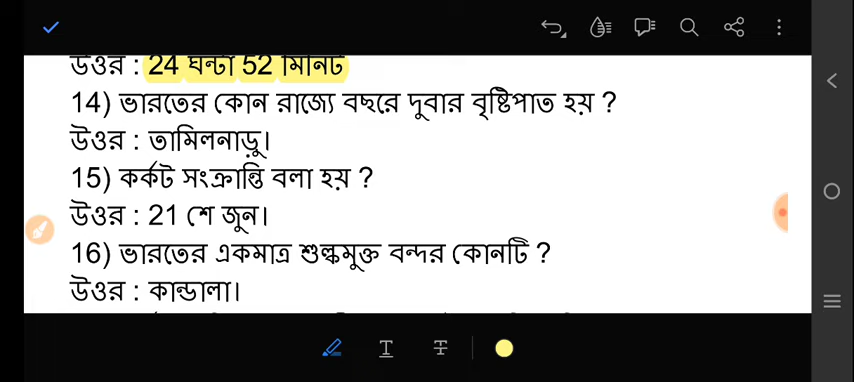 উওর : 24 ঘন্টা 52 মিনিট
14) ভারতের কোন রাজ্যে বছরে দুবার বৃষ্টিপাত হয় ?
উওর : তামিলনাড়ু।
15) কর্কট সংক্রান্তি বলা হয় ?
উওর : 21 শে জুন।
16) ভারতের একমাত্র শুল্কমুক্ত বন্দর কোনটি ?
উওর : কান্ডালা।